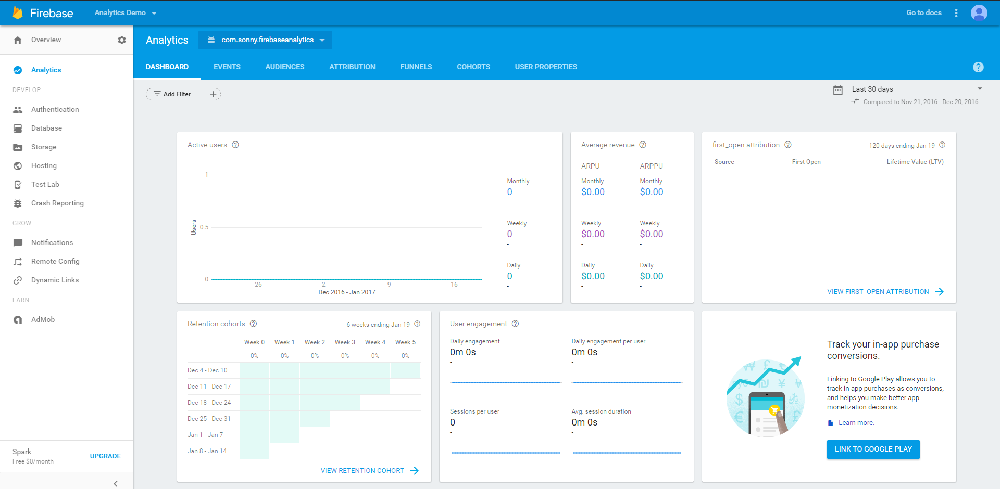 Firebase
Analytics Demo
Go to docs
Overview
Analytics
com.sonny.firebaseanalytics
Analytics
DEVELOP
Authentication
Database
Storage
Hosting
Test Lab
Crash Reporting
GROW
Notifications
Remote Config
Dynamic Links
EARN
AdMob
Spark
Free $0/month
UPGRADE
DASHBOARD
EVENTS
AUDIENCES
ATTRIBUTION
FUNNELS
COHORTS
USER PROPERTIES
?
Add Filter
Last 30 days
Compared to Nov 21, 2016 - Dec 20, 2016
Active users ?
Users
1
0.5
0
26 2 9 16
Dec 2016 - Jan 2017
Monthly
0
-
Weekly
0
-
Daily
0
-
Average revenue ?
ARPU ARPPU
Monthly Monthly
$0.00 $0.00
- -
Weekly Weekly
$0.00 $0.00
- -
Daily Daily
$0.00 $0.00
- -
first_open attribution ? 120 days ending Jan 19 ?
Source First Open Lifetime Value (LTV)
VIEW FIRST_OPEN ATTRIBUTION
Retention cohorts ? 6 weeks ending Jan 19 ?
Week 0 Week 1 Week 2 Week 3 Week 4 Week 5
0% 0% 0% 0% 0% 0%
Dec 4 - Dec 10
Dec 11 - Dec 17
Dec 18 - Dec 24
Dec 25 - Dec 31
Jan 1 - Jan 7
Jan 8 - Jan 14
VIEW RETENTION COHORT
User engagement ?
Daily engagement Daily engagement per user
0m 0s 0m 0s
- -
Sessions per user Avg. session duration
0 0m 0s
- -
Track your in-app purchase
conversions.
Linking to Google Play allows you to
track in-app purchases as conversions,
and helps you make better app
monetization decisions.
Learn more.
LINK TO GOOGLE PLAY